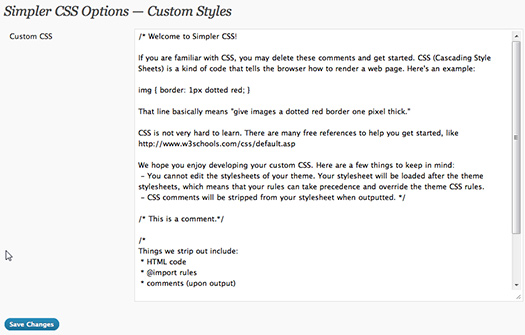 Simpler CSS Options — Custom Styles
Custom CSS
/* Welcome to Simpler CSS!
If you are familiar with CSS, you may delete these comments and get started. CSS (Cascading Style
Sheets) is a kind of code that tells the browser how to render a web page. Here's an example:
img { border: 1px dotted red; }
That line basically means "give images a dotted red border one pixel thick."
CSS is not very hard to learn. There are many free references to help you get started, like
http://www.w3schools.com/css/default.asp
We hope you enjoy developing your custom CSS. Here are a few things to keep in mind:
- You cannot edit the stylesheets of your theme. Your stylesheet will be loaded after the theme
stylesheets, which means that your rules can take precedence and override the theme CSS rules.
- CSS comments will be stripped from your stylesheet when outputted. */
/* This is a comment.*/
/*
Things we strip out include:
* HTML code
* @import rules
* comments (upon output)
Save Changes